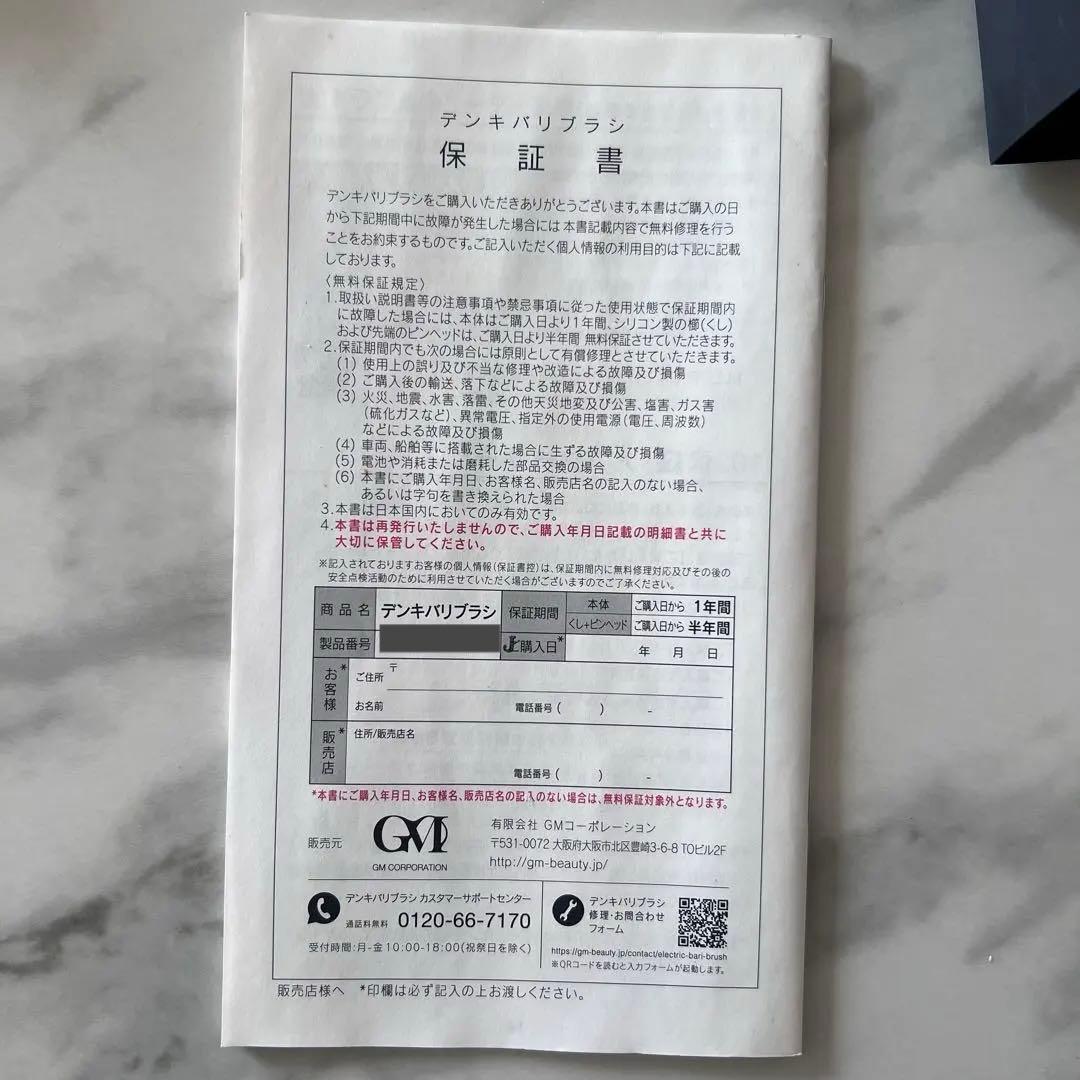 デンキバリブラシ
保証書
デンキバリブラシをご購入いただきありがとうございます。本書はご購入の日
から下記期間中に故障が発生した場合には 本書記載内容で無料修理を行う
ことをお約束するものです。ご記入いただく個人情報の利用目的は下記に記載
しております。
〈無料保証規定〉
1.取扱い説明書等の注意事項や禁忌事項に従った使用状態で保証期間内
に故障した場合には、本体はご購入日より1年間、シリコン製の櫛(くし)
および先端のピンヘッドは、ご購入日より半年間 無料保証させていただきます。
2.保証期間内でも次の場合には原則として有償修理とさせていただきます。
(1) 使用上の誤り及び不当な修理や改造による故障及び損傷
(2) ご購入後の輸送、落下などによる故障及び損傷
(3) 火災、地震、水害、落雷、その他天災地変及び公害、塩害、ガス害
(硫化ガスなど)、異常電圧、指定外の使用電源(電圧、周波数)
などによる故障及び損傷
(4) 車両、船舶等に搭載された場合に生ずる故障及び損傷
(5) 電池や消耗または磨耗した部品交換の場合
(6) 本書にご購入年月日、お客様名、販売店名の記入のない場合、
あるいは字句を書き換えられた場合
3.本書は日本国内においてのみ有効です。
4.本書は再発行いたしませんので、ご購入年月日記載の明細書と共に
大切に保管してください。
※記入されておりますお客様の個人情報(保証書控)は、保証期間内に無料修理対応及びその後の
安全点検活動のために利用させていただく場合がございますのでご了承ください。
商品名 デンキバリブラシ 保証期間 本体 ご購入日から 1年間
くし+ピンヘッド ご購入日から 半年間
製品番号 購入日* 年 月 日
お客様* ご住所 〒
お名前 電話番号 ( ) -
販売店* 住所/販売店名
電話番号 ( ) -
*本書にご購入年月日、お客様名、販売店名の記入のない場合は、無料保証対象外となります。
販売元 GM GM CORPORATION
有限会社 GMコーポレーション
〒531-0072 大阪府大阪市北区豊崎3-6-8 TOビル2F
http://gm-beauty.jp/
デンキバリブラシ カスタマーサポートセンター
通話料無料 0120-66-7170
受付時間:月-金10:00-18:00(祝祭日を除く)
デンキバリブラシ
修理・お問合わせ
フォーム
https://gm-beauty.jp/contact/electric-bari-brush
※QRコードを読むと入力フォームが起動します。
販売店様へ *印欄は必ず記入の上お渡しください。